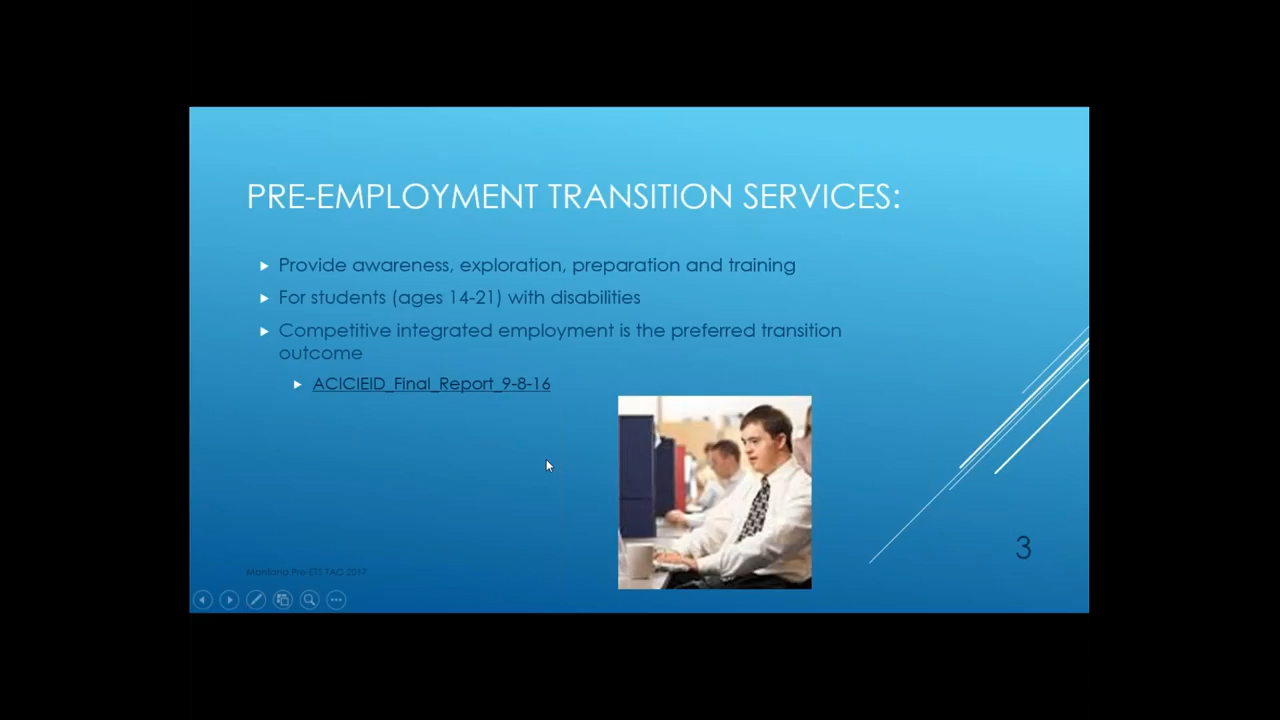 PRE-EMPLOYMENT TRANSITION SERVICES:
Provide awareness, exploration, preparation and training
For students (ages 14-21) with disabilities
Competitive integrated employment is the preferred transition
outcome
ACICIEID_Final_Report_9-8-16
3
Montana Pre-ETS TAC 2017